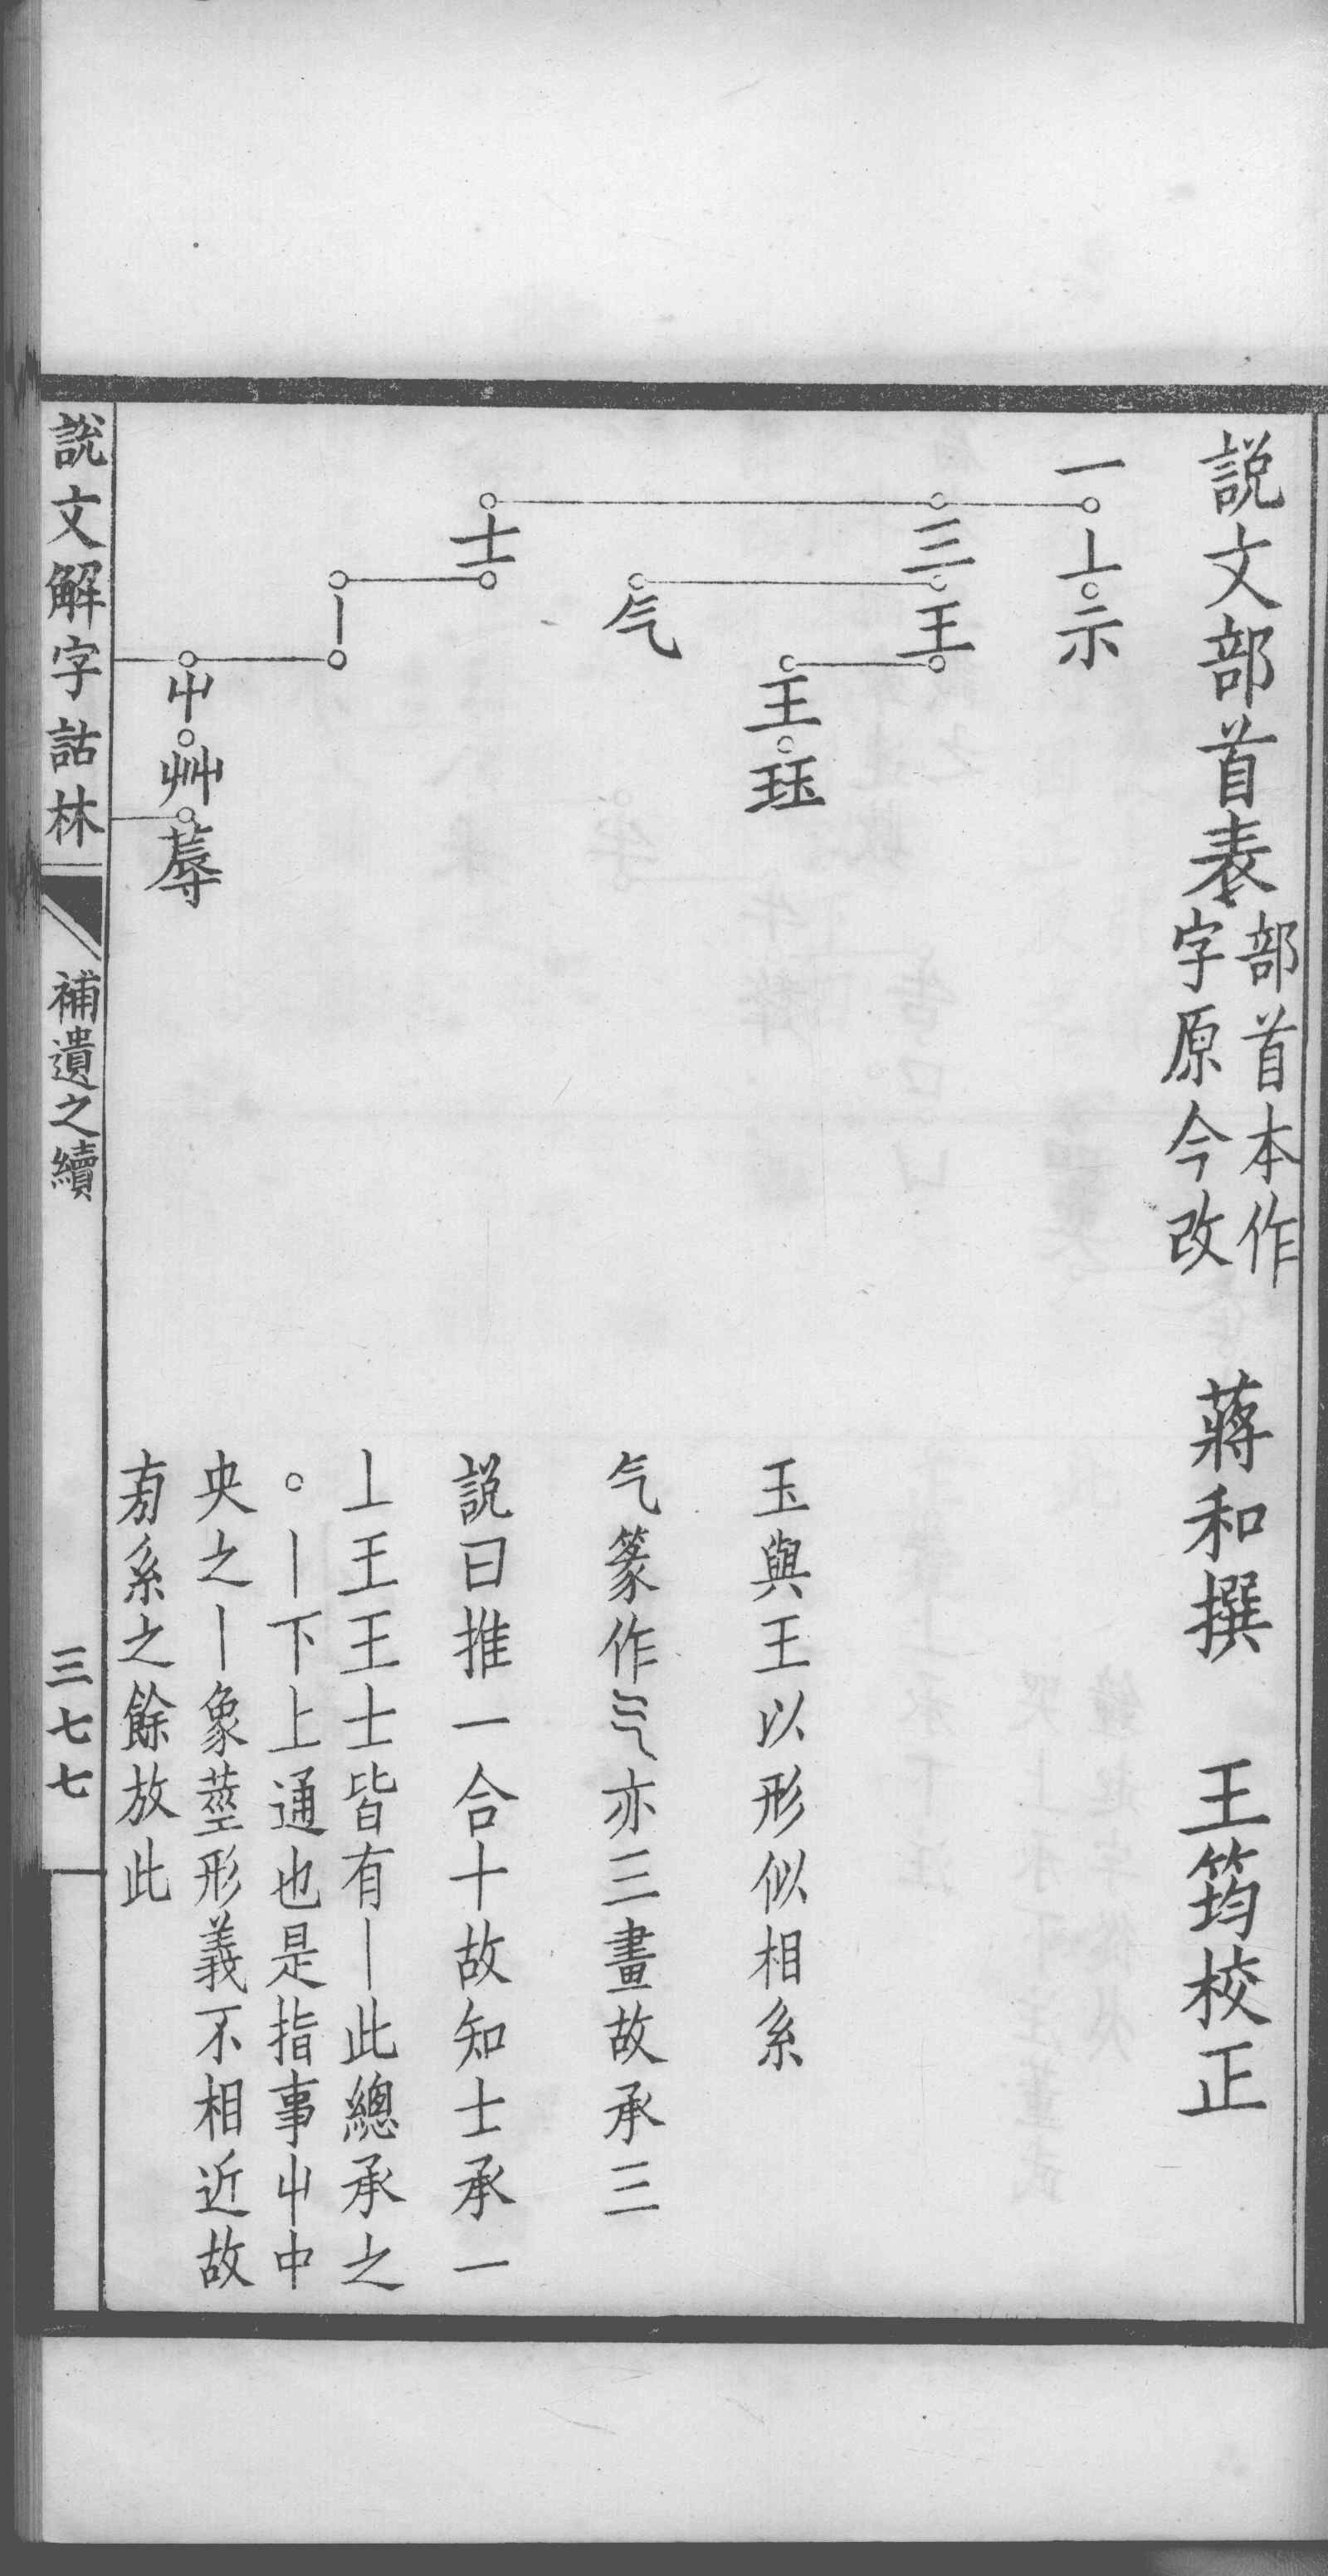 說文部首表 部首本作字原今改 蔣和撰 王筠校正
一丄示
三王
王玨
气
士
丨
屮艸蓐
玉與王以形似相系
气篆作气亦三畫故承三
說曰推一合十故知士承一
丄王王士皆有丨此總承之
。丨下上通也是指事屮中
央之丨象莖形義不相近故
旁系之餘放此
說文解字詁林 補遺之續 三七七